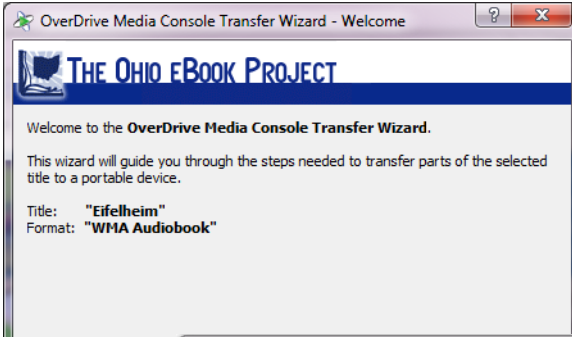 OverDrive Media Console Transfer Wizard - Welcome
?
X
THE OHIO EBOOK PROJECT
Welcome to the OverDrive Media Console Transfer Wizard.
This wizard will guide you through the steps needed to transfer parts of the selected
title to a portable device.
Title: "Eifelheim"
Format: "WMA Audiobook"